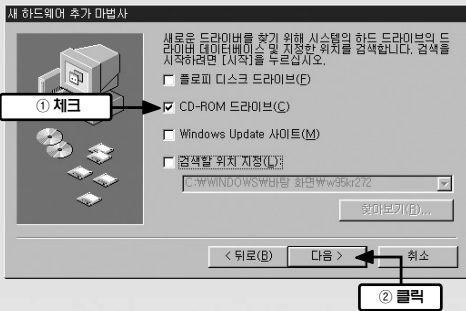 새 하드웨어 추가 마법사
새로운 드라이버를 찾기 위해 시스템의 하드 드라이브의 드
라이버 데이터베이스 및 지정한 위치를 검색합니다. 검색을
시작하려면 [시작]을 누르십시오.
플로피 디스크 드라이브(F)
① 체크
CD-ROM 드라이브(C)
Windows Update 사이트(M)
검색할 위치 지정(L):
C:₩WINDOWS₩바탕 화면₩w95kr272
찾아보기(R)...
< 뒤로(B)
다음 >
취소
② 클릭